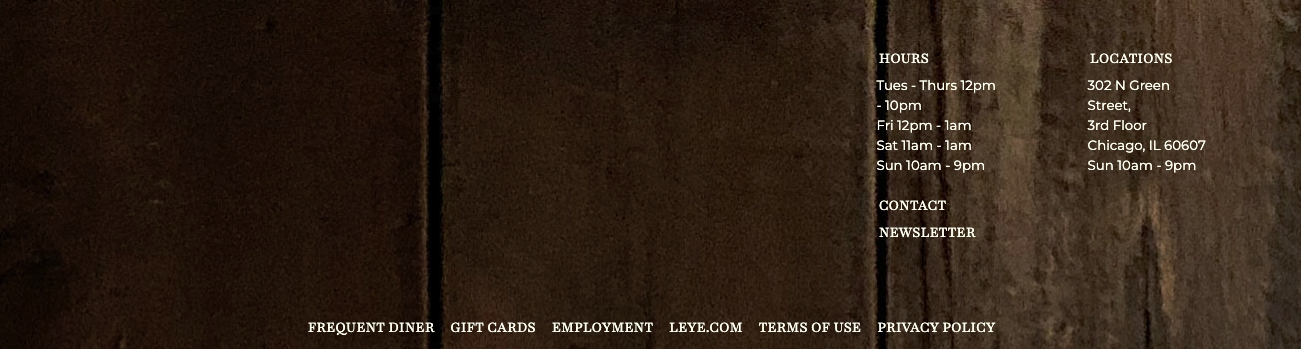 HOURS
Tues - Thurs 12pm
- 10pm
Fri 12pm - 1am
Sat 11am - 1am
Sun 10am - 9pm
CONTACT
NEWSLETTER
LOCATIONS
302 N Green
Street,
3rd Floor
Chicago, IL 60607
Sun 10am - 9pm
FREQUENT DINER GIFT CARDS EMPLOYMENT LEYE.COM TERMS OF USE PRIVACY POLICY